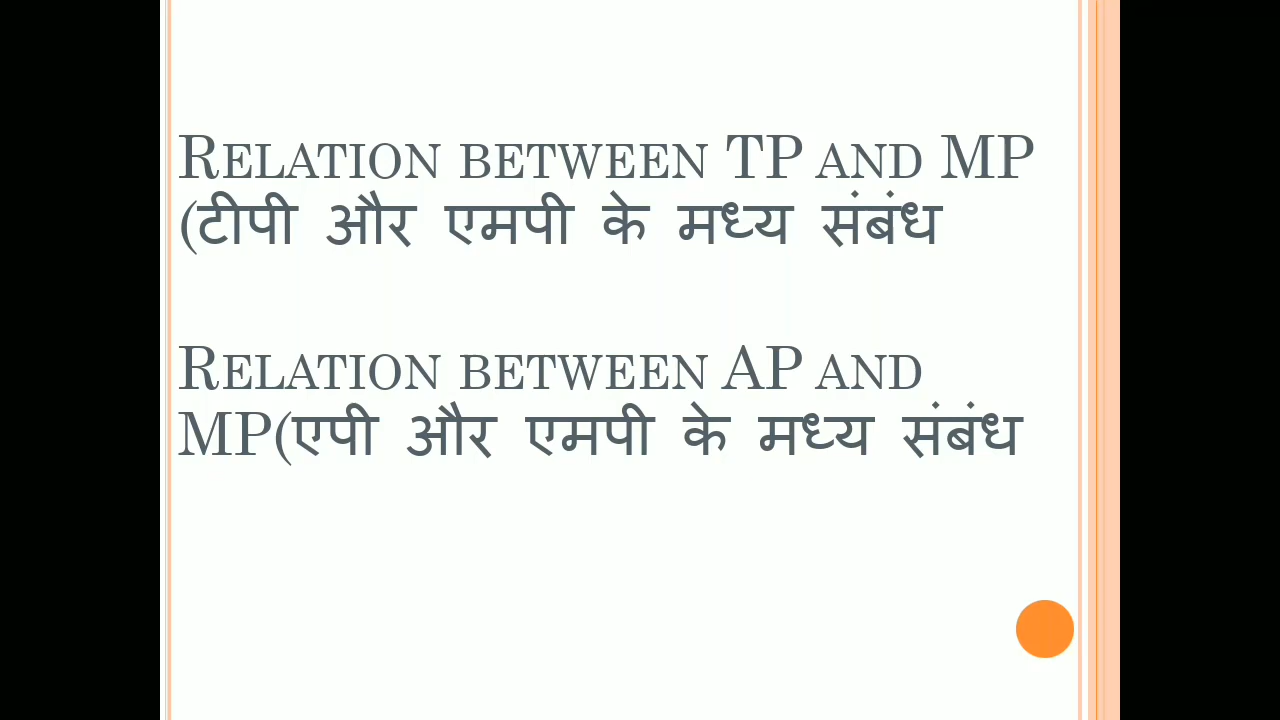 RELATION BETWEEN TP AND MP
(टीपी और एमपी के मध्य संबंध
RELATION BETWEEN AP AND
MP(एपी और एमपी के मध्य संबंध